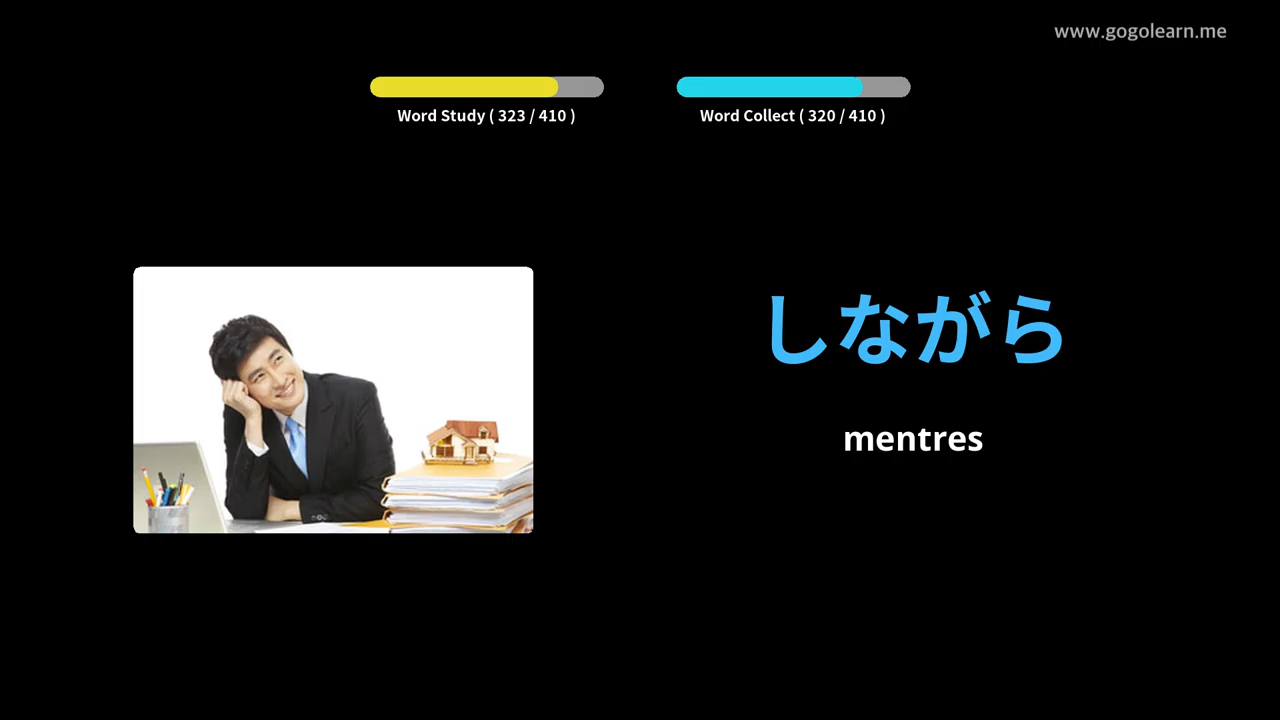 www.gogolearn.me
Word Study ( 323 / 410 )
Word Collect ( 320 / 410 )
しながら
mentres